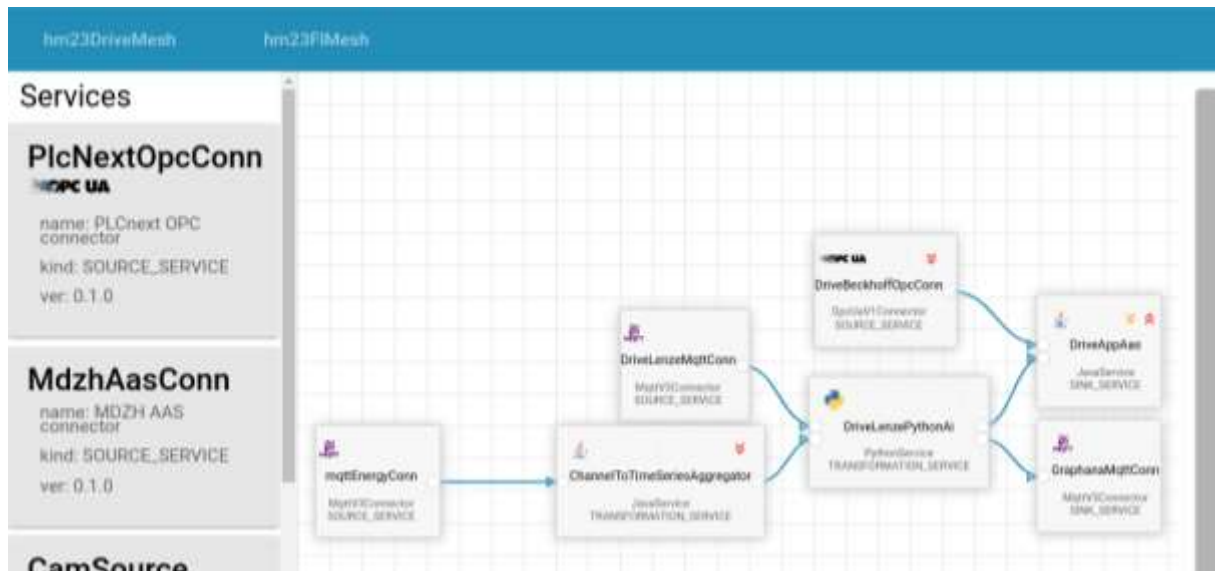 hm23DriveMesh
hm23FlMesh
Services
PlcNextOpcConn
OPC UA
name: PLCnext OPC
connector
kind: SOURCE_SERVICE
ver: 0.1.0
MdzhAasConn
name: MDZH AAS
connector
kind: SOURCE_SERVICE
ver: 0.1.0
CamSource
OPC UA
DriveBeckhoffOpcConn
OpcUaV1Connector
SOURCE_SERVICE
DriveLenzeMqttConn
MqttV3Connector
SOURCE_SERVICE
DriveAppAas
JavaService
SINK_SERVICE
DriveLenzePythonAi
PythonService
TRANSFORMATION_SERVICE
mqttEnergyConn
MqttV3Connector
SOURCE_SERVICE
ChannelToTimeSeriesAggregator
JavaService
TRANSFORMATION_SERVICE
GraphanaMqttConn
MqttV3Connector
SINK_SERVICE